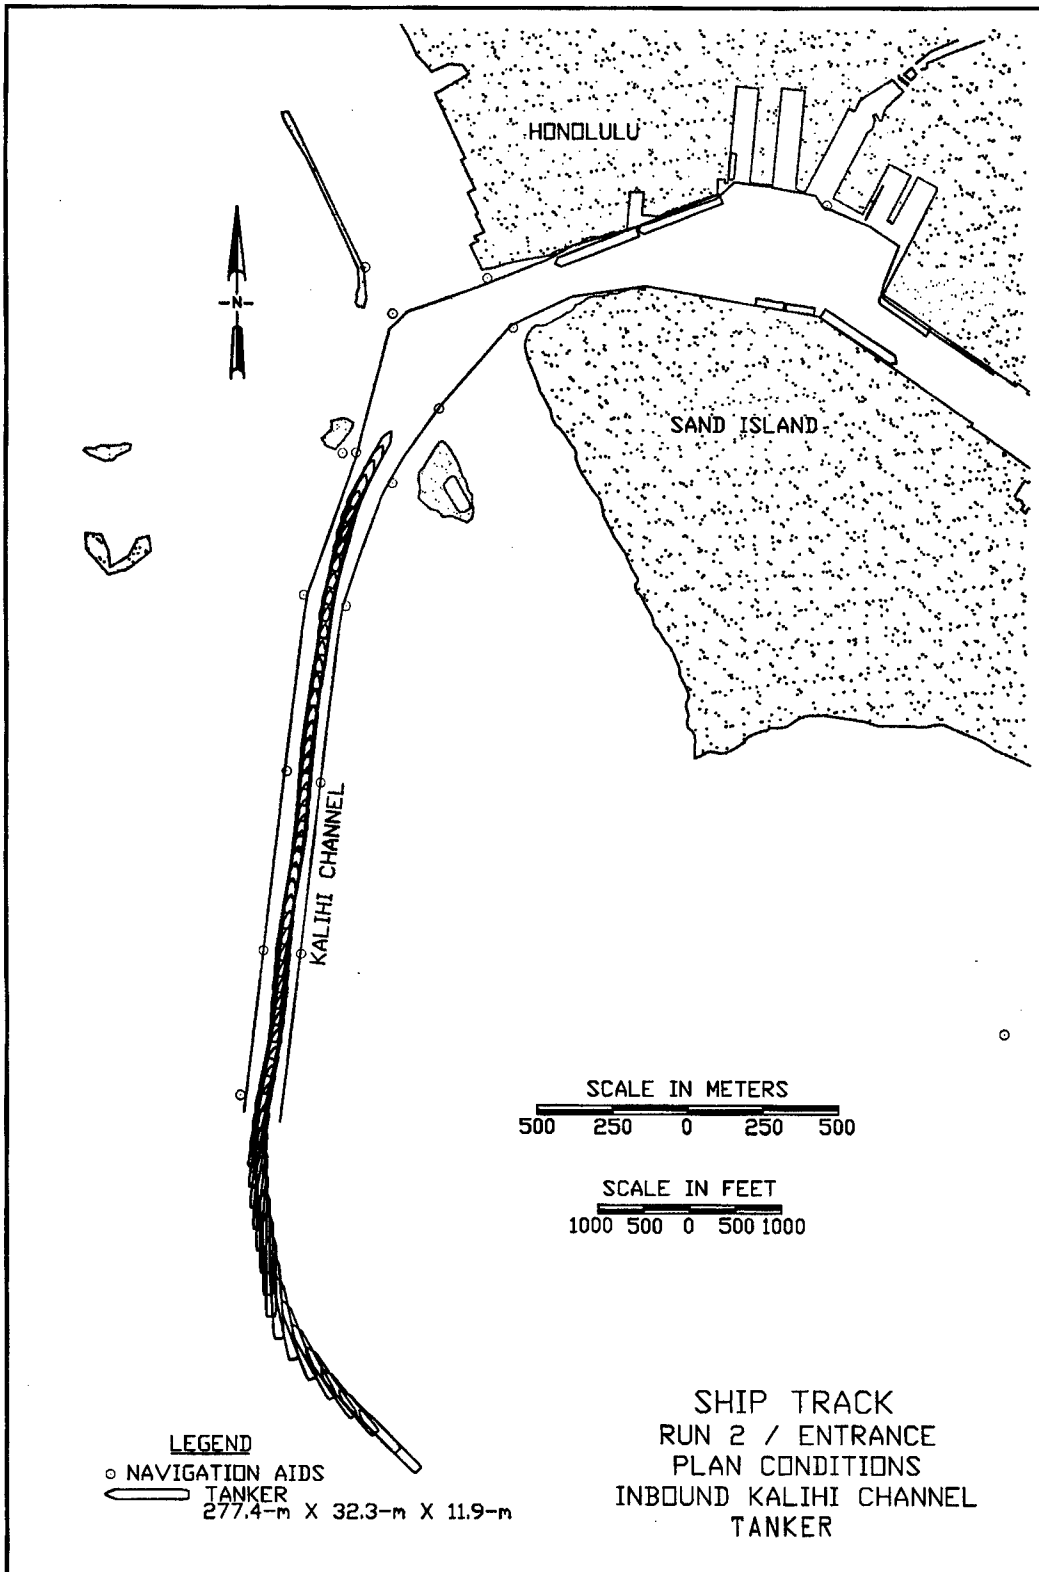 HONOLULU
N
SAND ISLAND
KALIHI CHANNEL
SCALE IN METERS
500 250 0 250 500
SCALE IN FEET
1000 500 0 500 1000
LEGEND
NAVIGATION AIDS
TANKER
277.4-m X 32.3-m X 11.9-m
SHIP TRACK
RUN 2 / ENTRANCE
PLAN CONDITIONS
INBOUND KALIHI CHANNEL
TANKER